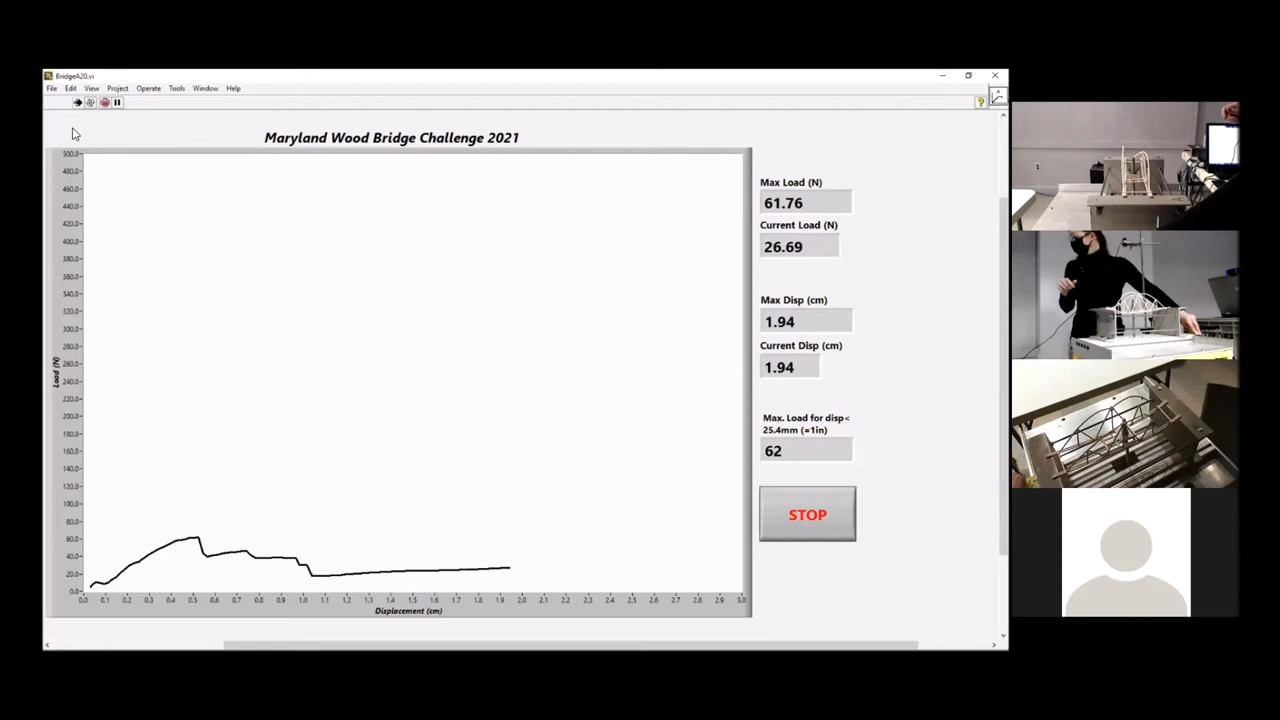 BridgeA20.vi
File Edit View Project Operate Tools Window Help
Maryland Wood Bridge Challenge 2021
500.0
480.0
460.0
440.0
420.0
400.0
380.0
360.0
340.0
320.0
300.0
280.0
260.0
240.0
220.0
200.0
180.0
160.0
140.0
120.0
100.0
80.0
60.0
40.0
20.0
0.0
Load (N)
0.0 0.1 0.2 0.3 0.4 0.5 0.6 0.7 0.8 0.9 1.0 1.1 1.2 1.3 1.4 1.5 1.6 1.7 1.8 1.9 2.0 2.1 2.2 2.3 2.4 2.5 2.6 2.7 2.8 2.9 3.0
Displacement (cm)
Max Load (N)
61.76
Current Load (N)
26.69
Max Disp (cm)
1.94
Current Disp (cm)
1.94
Max. Load for disp<
25.4mm (=1in)
62
STOP